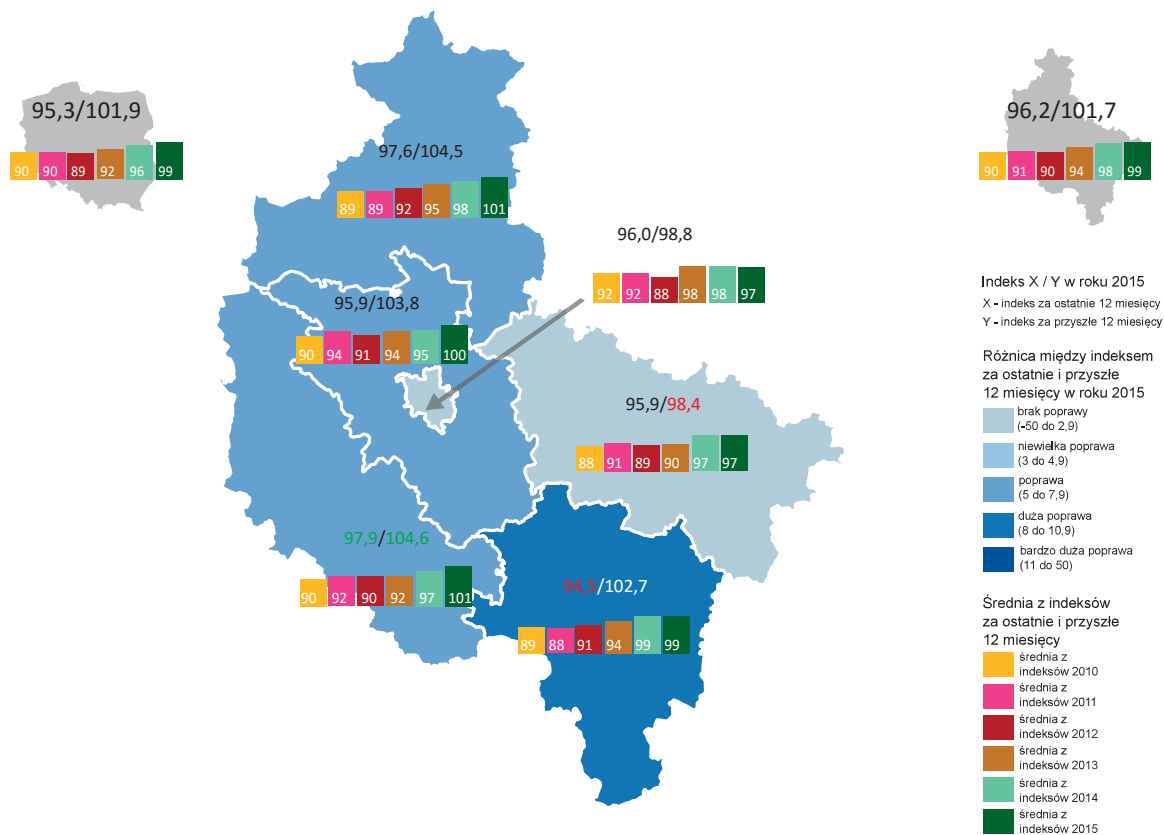 95,3/101,9
90 90 89 92 96 99
97,6/104,5
89 89 92 95 98 101
96,0/98,8
92 92 88 98 98 97
95,9/103,8
90 94 91 94 95 100
95,9/98,4
88 91 89 90 97 97
97,9/104,6
90 92 90 92 97 101
94,5/102,7
89 88 91 94 99 99
96,2/101,7
90 91 90 94 98 99
Indeks X / Y w roku 2015
X - indeks za ostatnie 12 miesięcy
Y - indeks za przyszłe 12 miesięcy
Różnica między indeksem
za ostatnie i przyszłe
12 miesięcy w roku 2015
brak poprawy
(-50 do 2,9)
niewielka poprawa
(3 do 4,9)
poprawa
(5 do 7,9)
duża poprawa
(8 do 10,9)
bardzo duża poprawa
(11 do 50)
Średnia z indeksów
za ostatnie i przyszłe
12 miesięcy
średnia z
indeksów 2010
średnia z
indeksów 2011
średnia z
indeksów 2012
średnia z
indeksów 2013
średnia z
indeksów 2014
średnia z
indeksów 2015